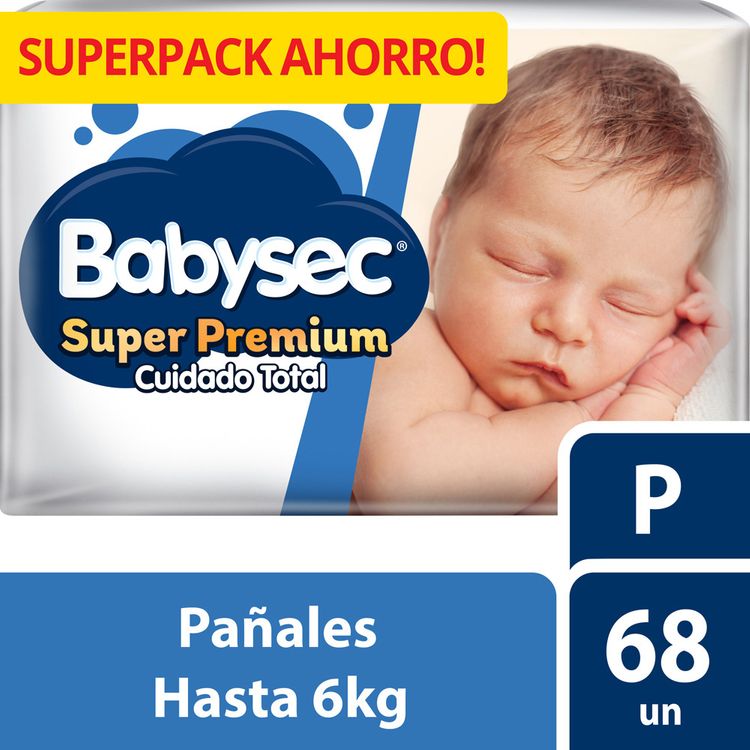 SUPERPACK AHORRO!
Babysec®
Super Premium
Cuidado Total
P
Pañales
Hasta 6kg
68
un